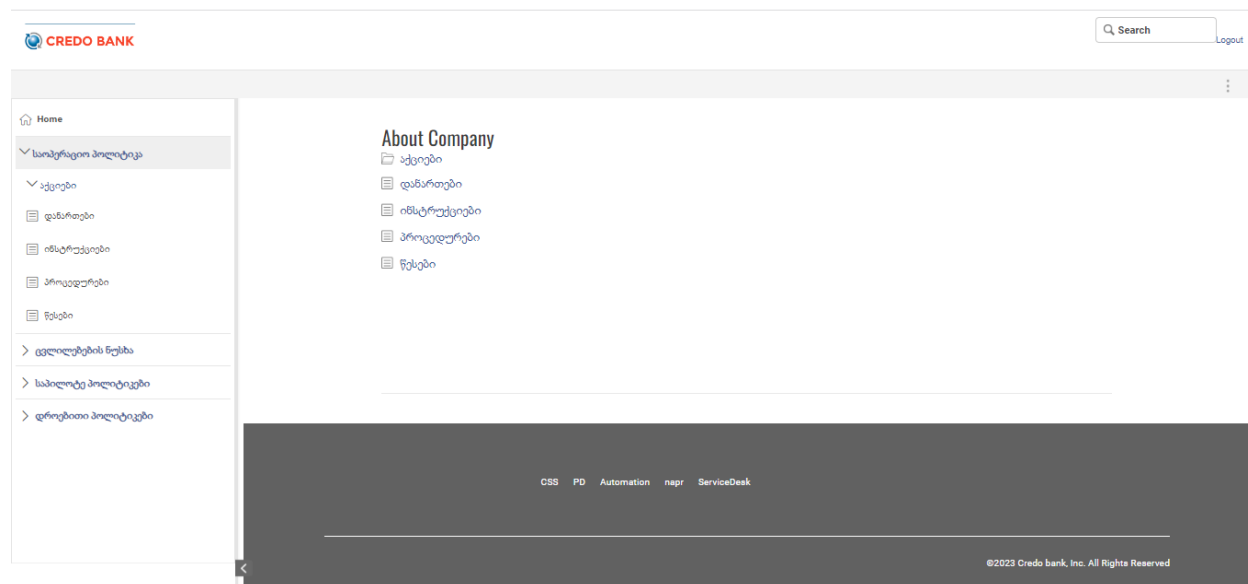 CREDO BANK
Search
Logout
Home
საოპერაციო პოლიტიკა
აქციები
დანართები
ინსტრუქციები
პროცედურები
წესები
ცვლილებების ნუსხა
საპილოტე პოლიტიკები
დროებითი პოლიტიკები
About Company
აქციები
დანართები
ინსტრუქციები
პროცედურები
წესები
CSS PD Automation napr ServiceDesk
©2023 Credo bank, Inc. All Rights Reserved